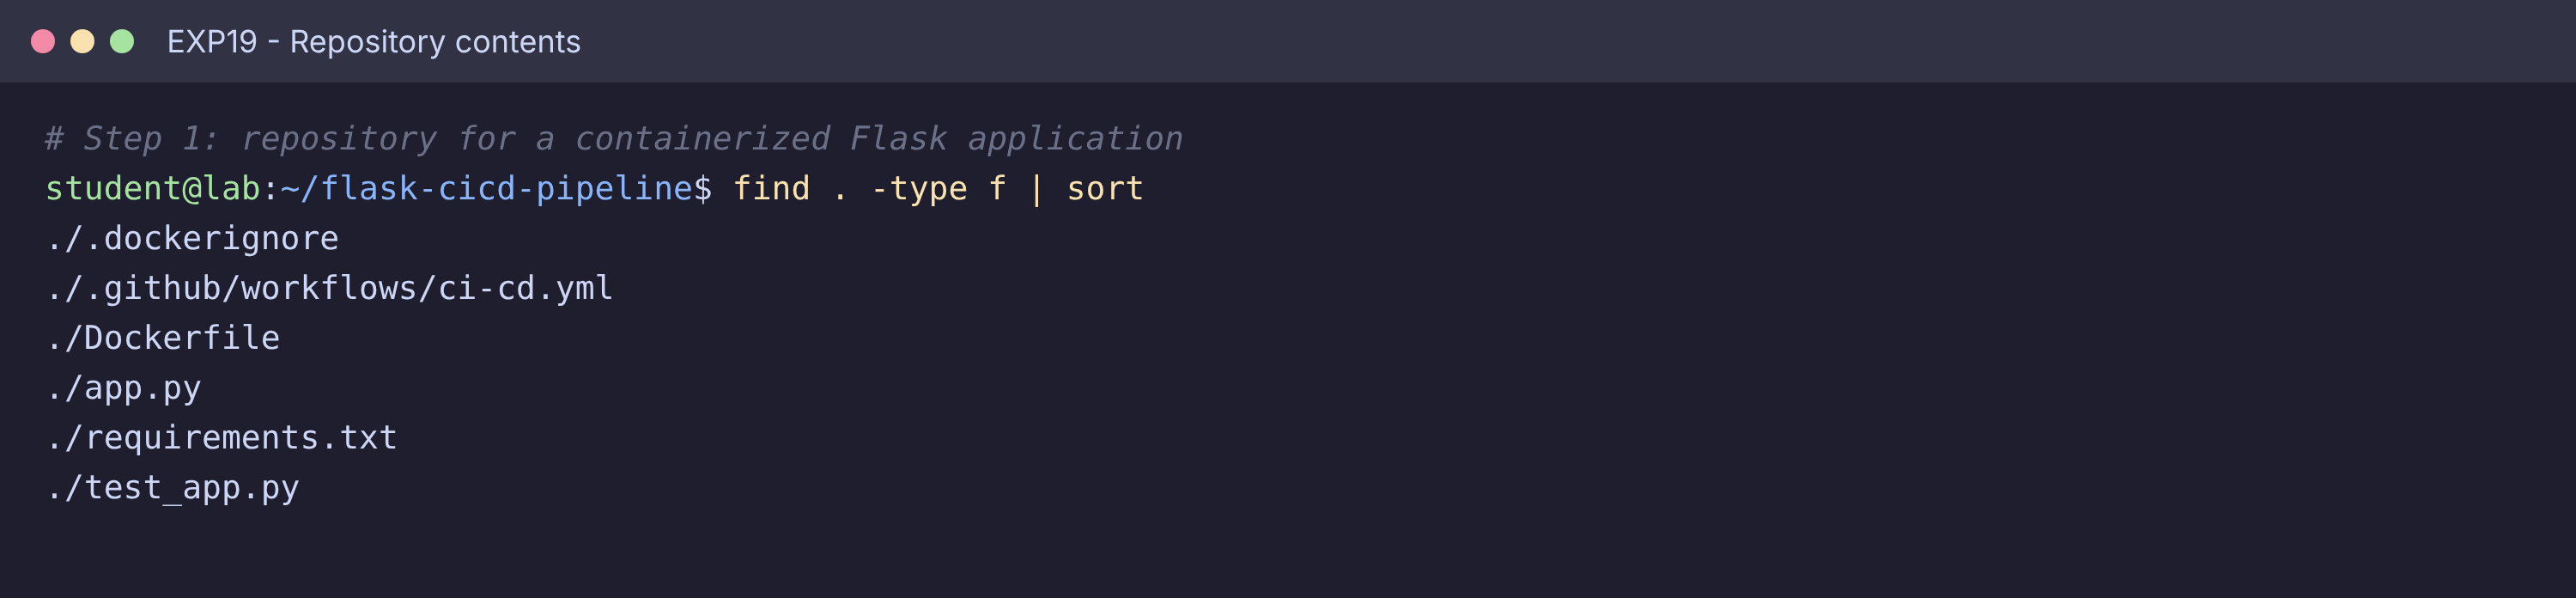 EXP19 - Repository contents
# Step 1: repository for a containerized Flask application
student@lab:~/flask-cicd-pipeline$ find . -type f | sort
./.dockerignore
./.github/workflows/ci-cd.yml
./Dockerfile
./app.py
./requirements.txt
./test_app.py